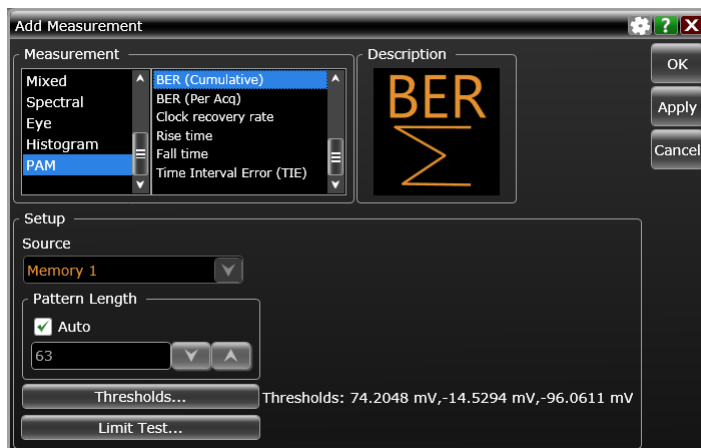 Add Measurement
?
X
Measurement
Mixed
Spectral
Eye
Histogram
PAM
BER (Cumulative)
BER (Per Acq)
Clock recovery rate
Rise time
Fall time
Time Interval Error (TIE)
Description
BER
Σ
OK
Apply
Cancel
Setup
Source
Memory 1
Pattern Length
Auto
63
Thresholds...
Thresholds: 74.2048 mV,-14.5294 mV,-96.0611 mV
Limit Test...